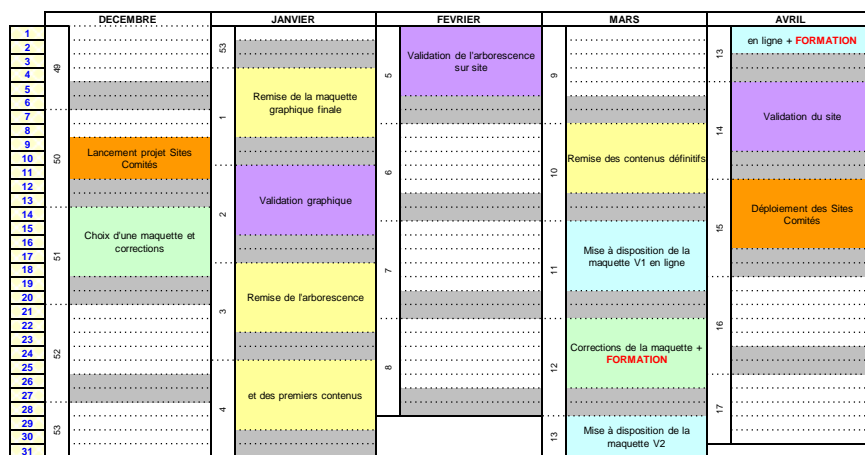 DECEMBRE JANVIER FEVRIER MARS AVRIL
1
2
3
4
5
6
7
8
9
10
11
12
13
14
15
16
17
18
19
20
21
22
23
24
25
26
27
28
29
30
31
49
50
51
52
53
Lancement projet Sites
Comités
Choix d'une maquette et
corrections
53
1
2
3
4
Remise de la maquette
graphique finale
Validation graphique
Remise de l'arborescence
et des premiers contenus
5
6
7
8
Validation de l'arborescence
sur site
9
10
11
12
13
Remise des contenus définitifs
Mise à disposition de la
maquette V1 en ligne
Corrections de la maquette +
FORMATION
Mise à disposition de la
maquette V2
13
14
15
16
17
en ligne + FORMATION
Validation du site
Déploiement des Sites
Comités